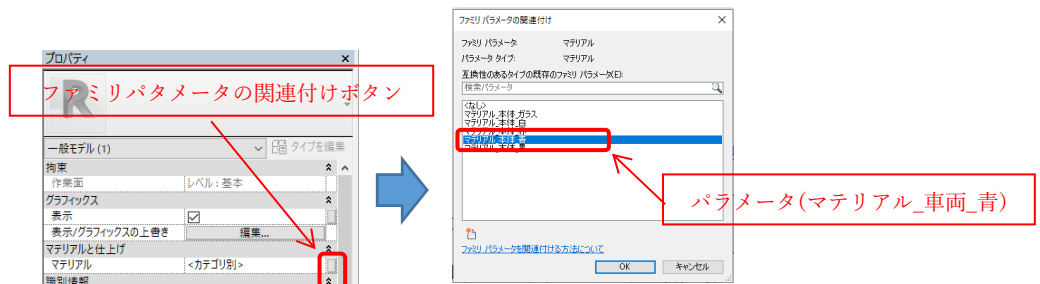 プロパティ
ファミリパタメータの関連付けボタン
一般モデル (1)
タイプを編集
拘束
作業面
レベル : 基本
グラフィックス
表示
表示/グラフィックスの上書き
編集...
マテリアルと仕上げ
マテリアル
<カテゴリ別>
識別情報
ファミリ パラメータの関連付け
ファミリ パラメータ:
マテリアル
パラメータ タイプ:
マテリアル
互換性のあるタイプの既存のファミリ パラメータ(E):
検索パラメータ
<なし>
マテリアル_本体_ガラス
マテリアル_本体_白
マテリアル_本体_青
パラメータ(マテリアル_車両_青)
ファミリ パラメータを関連付ける方法について
OK
キャンセル